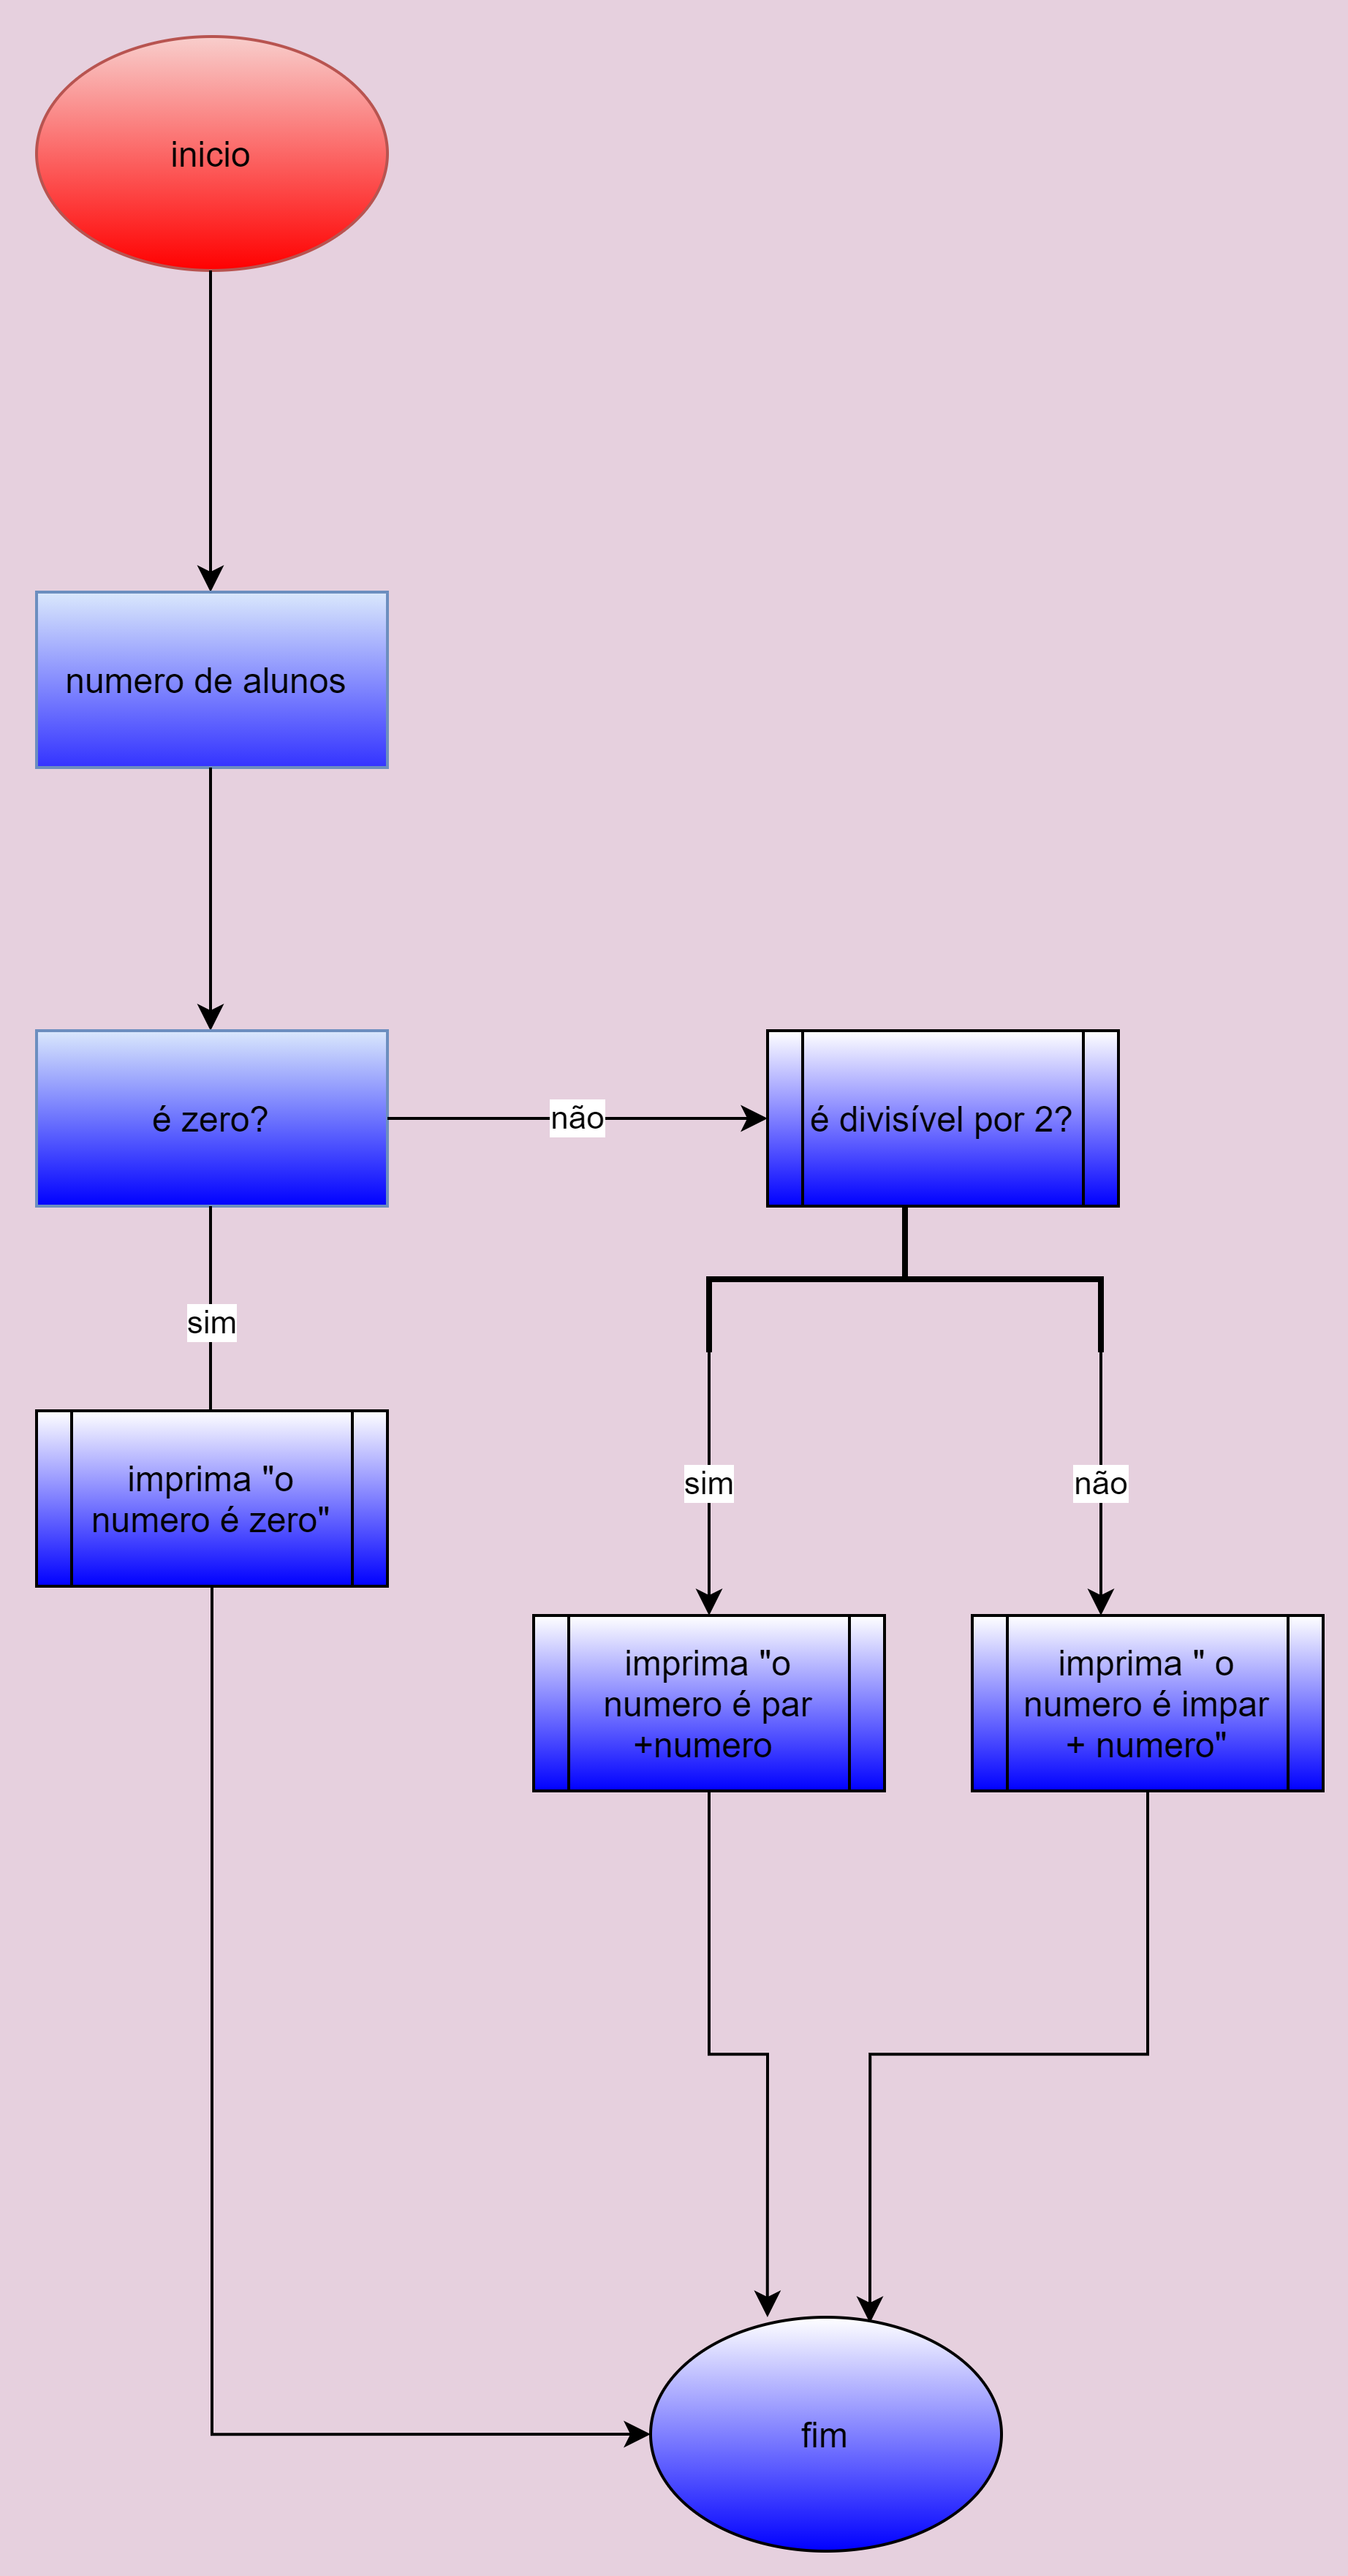 inicio
numero de alunos
é zero?
não
é divisível por 2?
sim
imprima "o
numero é zero"
sim
não
imprima "o
numero é par
+numero
imprima " o
numero é impar
+ numero"
fim